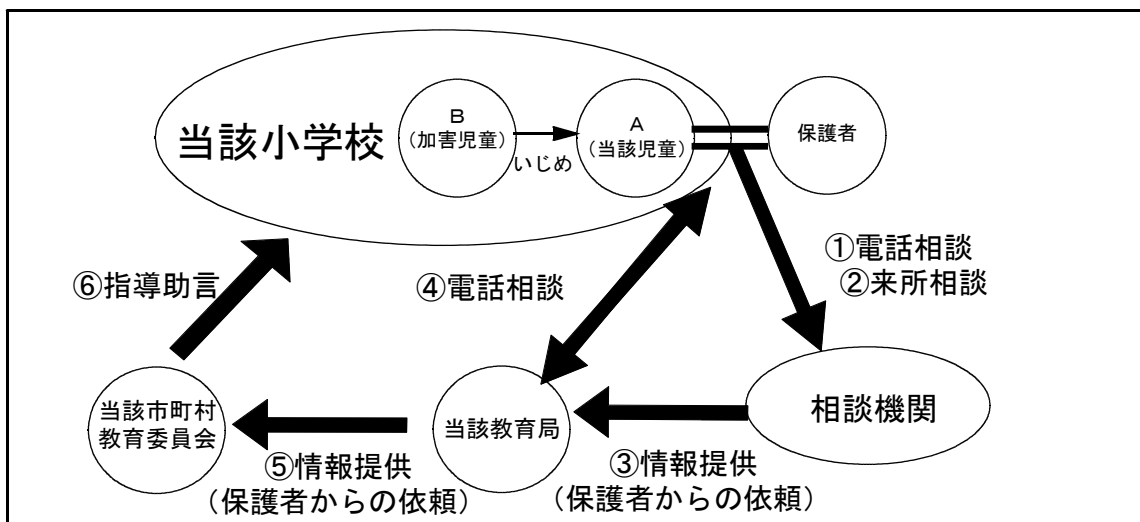 当該小学校
B
(加害児童)
いじめ
A
(当該児童)
保護者
①電話相談
②来所相談
⑥指導助言
④電話相談
当該市町村
教育委員会
⑤情報提供
(保護者からの依頼)
当該教育局
③情報提供
(保護者からの依頼)
相談機関